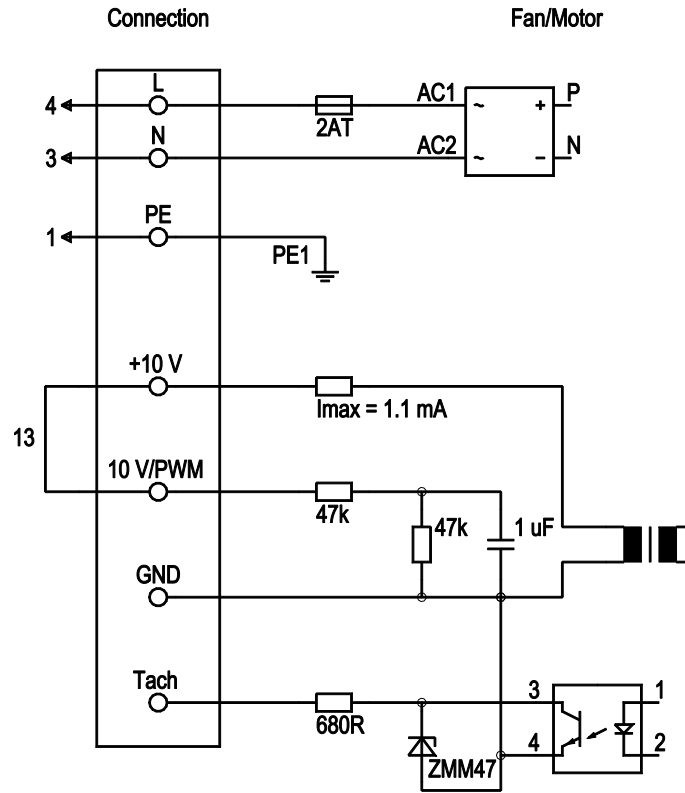 Connection Fan/Motor
L
4 AC1 ~ + P
2AT
N
3 AC2 ~ – N
PE
1
PE1
+10 V
Imax = 1.1 mA
13
10 V/PWM
47k
47k 1 uF
GND
Tach
3 1
680R
4 2
ZMM47